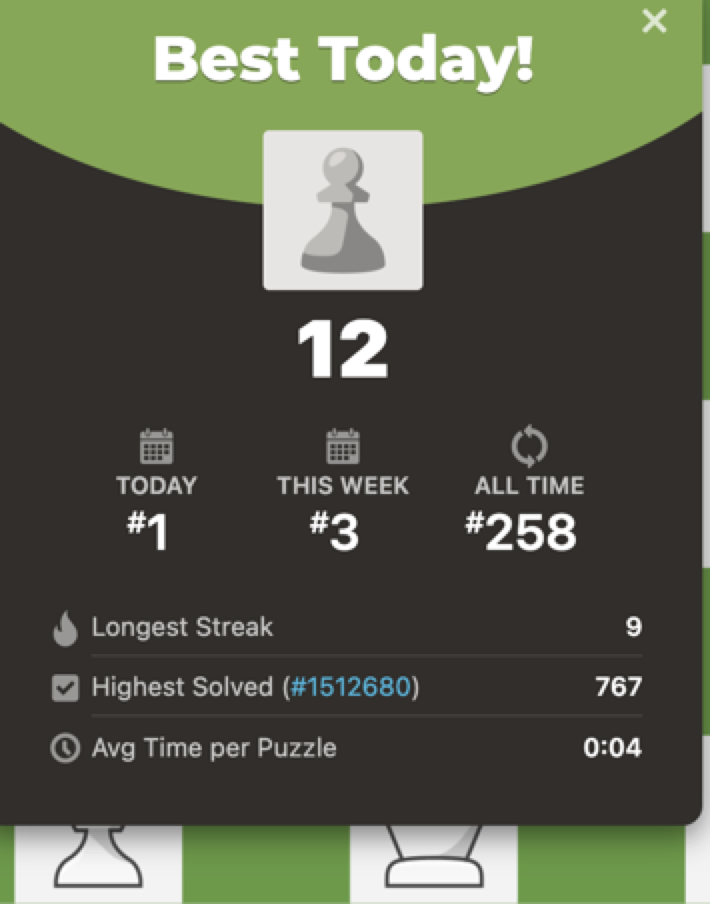 Best Today!
12
TODAY
#1
THIS WEEK
#3
ALL TIME
#258
Longest Streak 9
Highest Solved (#1512680) 767
Avg Time per Puzzle 0:04